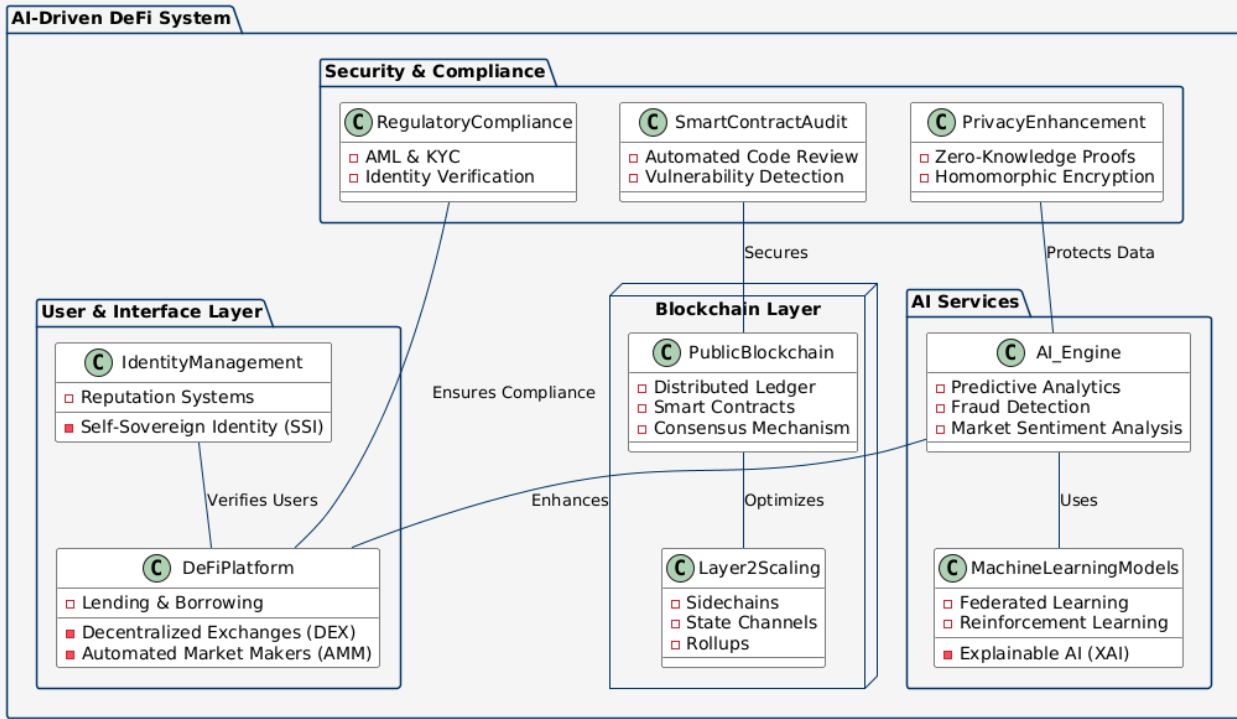 AI-Driven DeFi System
Security & Compliance
C RegulatoryCompliance
AML & KYC
Identity Verification
C SmartContractAudit
Automated Code Review
Vulnerability Detection
C PrivacyEnhancement
Zero-Knowledge Proofs
Homomorphic Encryption
Secures
Protects Data
User & Interface Layer
C IdentityManagement
Reputation Systems
Self-Sovereign Identity (SSI)
Ensures Compliance
Blockchain Layer
C PublicBlockchain
Distributed Ledger
Smart Contracts
Consensus Mechanism
AI Services
C AI_Engine
Predictive Analytics
Fraud Detection
Market Sentiment Analysis
Verifies Users
Enhances
Optimizes
Uses
C DeFiPlatform
Lending & Borrowing
Decentralized Exchanges (DEX)
Automated Market Makers (AMM)
C Layer2Scaling
Sidechains
State Channels
Rollups
C MachineLearningModels
Federated Learning
Reinforcement Learning
Explainable AI (XAI)